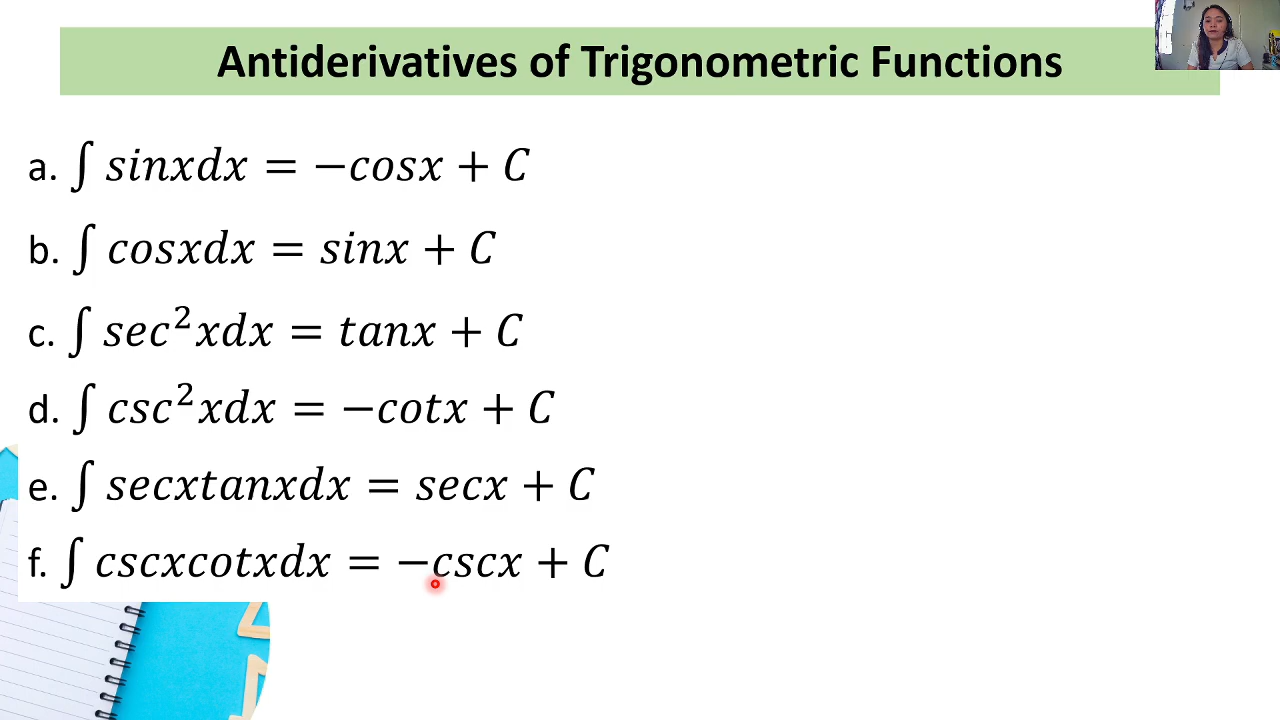 Antiderivatives of Trigonometric Functions
a. ∫ sinxdx = −cosx + C
b. ∫ cosxdx = sinx + C
c. ∫ sec²xdx = tanx + C
d. ∫ csc²xdx = −cotx + C
e. ∫ secxtanxdx = secx + C
f. ∫ cscxcotxdx = −cscx + C